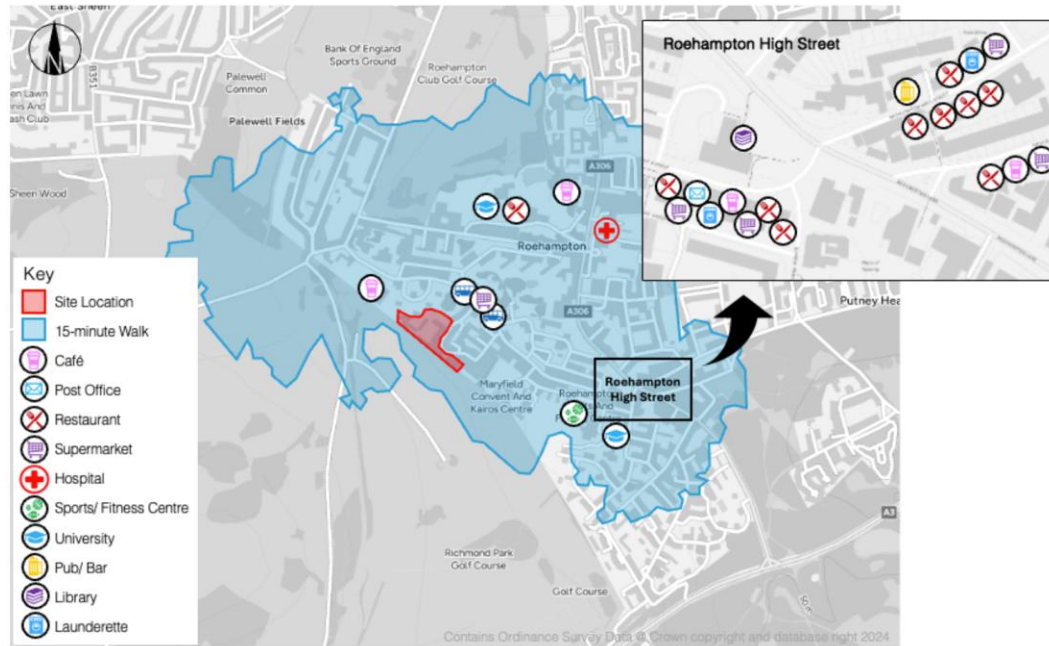 East Sheen
Bank Of England
Sports Ground
Roehampton
Club Golf Course
B351
Palewell
Common
Palewell Fields
Sheen Wood
A306
Roehampton
A306
Maryfield
Convent And
Kairos Centre
Roehampton
High Street
Putney Hea
A3
Richmond Park
Golf Course
Golf Course
Contains Ordinance Survey Data @ Crown copyright and database right 2024
Roehampton High Street
Key
Site Location
15-minute Walk
Café
Post Office
Restaurant
Supermarket
Hospital
Sports/ Fitness Centre
University
Pub/ Bar
Library
Launderette